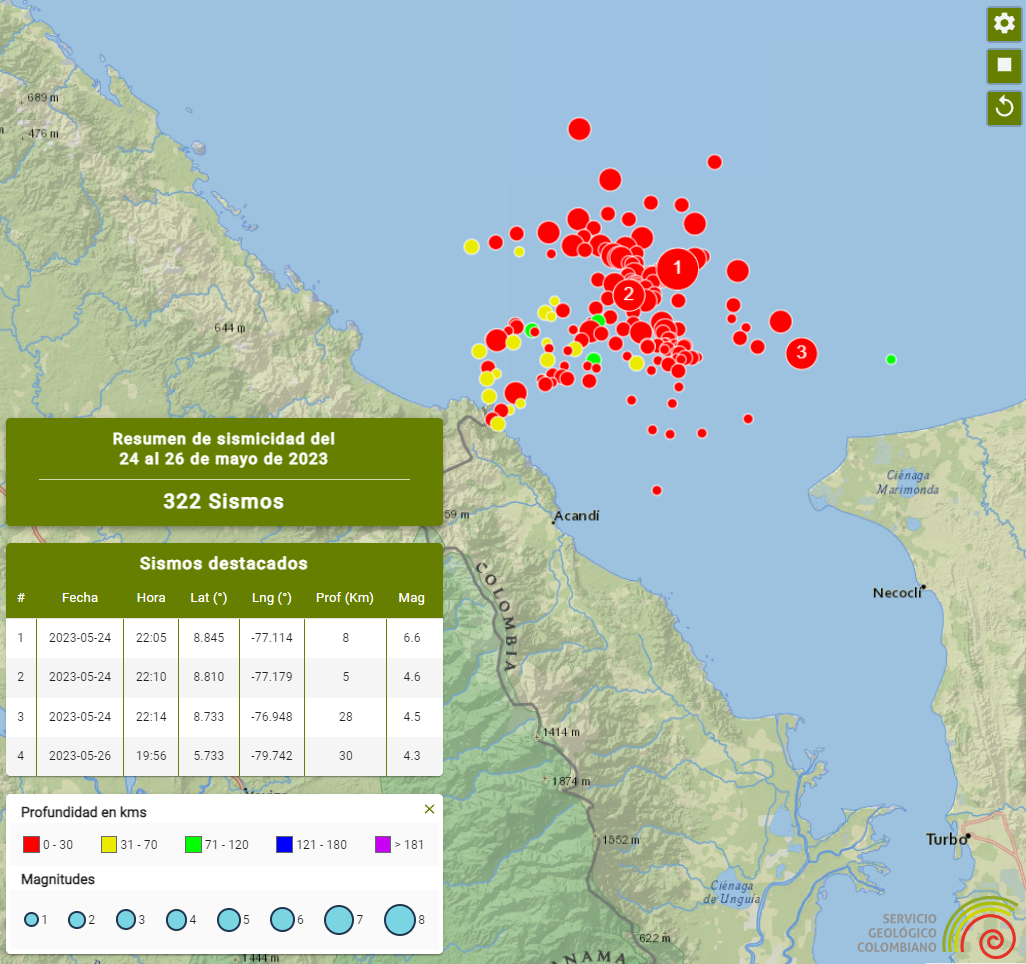 689 m
476 m
644 m
Resumen de sismicidad del
24 al 26 de mayo de 2023
322 Sismos
1
2
3
Ciénaga
Marimonda
59 m
Acandí
Necoclí
COLOMBIA
Sismos destacados
# Fecha Hora Lat (°) Lng (°) Prof (Km) Mag
1 2023-05-24 22:05 8.845 -77.114 8 6.6
2 2023-05-24 22:10 8.810 -77.179 5 4.6
3 2023-05-24 22:14 8.733 -76.948 28 4.5
4 2023-05-26 19:56 5.733 -79.742 30 4.3
1414 m
1874 m
1552 m
Turbo
Ciénaga
de Unguía
622 m
ANAMA
1444 m
Profundidad en kms
0 - 30 31 - 70 71 - 120 121 - 180 > 181
Magnitudes
1 2 3 4 5 6 7 8
SERVICIO
GEOLÓGICO
COLOMBIANO